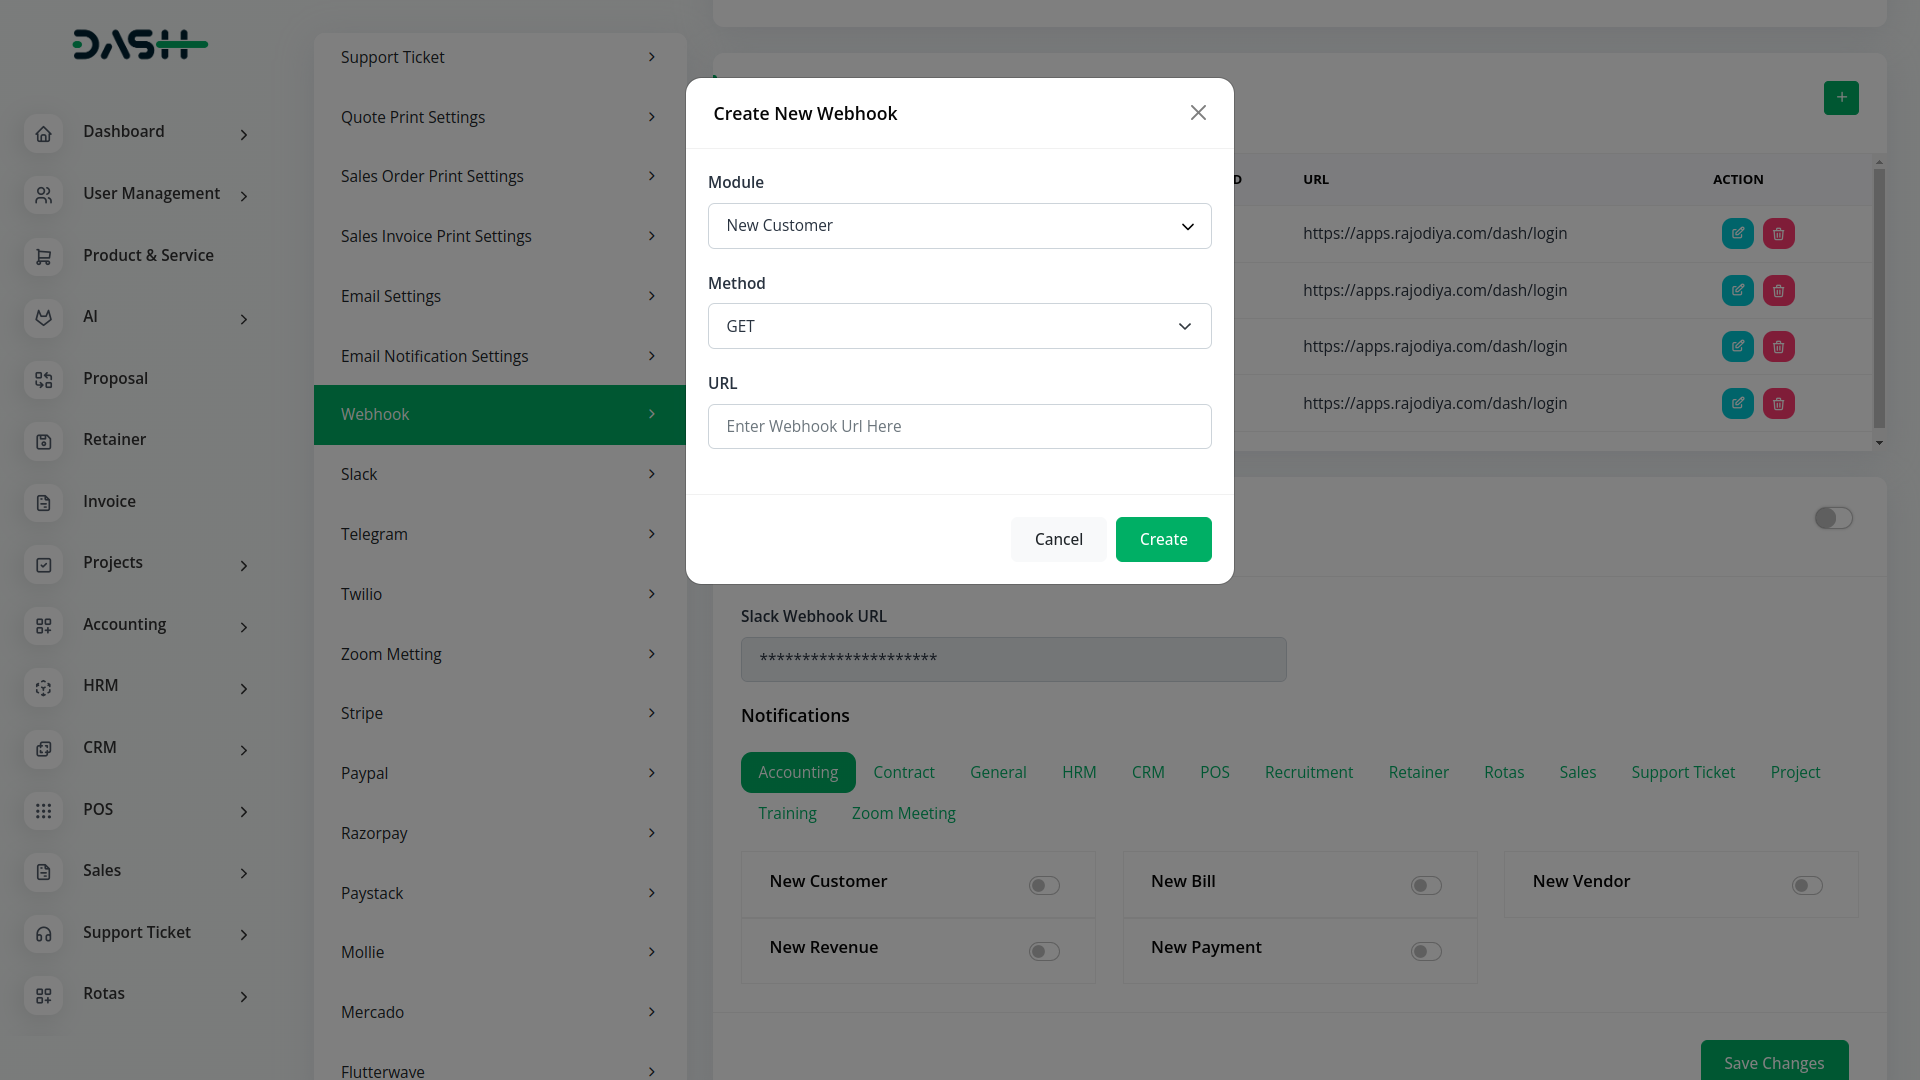 DASH
Dashboard
User Management
Product & Service
AI
Proposal
Retainer
Invoice
Projects
Accounting
HRM
CRM
POS
Sales
Support Ticket
Rotas
Support Ticket
Quote Print Settings
Sales Order Print Settings
Sales Invoice Print Settings
Email Settings
Email Notification Settings
Webhook
Slack
Telegram
Twilio
Zoom Metting
Stripe
Paypal
Razorpay
Paystack
Mollie
Mercado
Flutterwave
Create New Webhook
Module
New Customer
Method
GET
URL
Enter Webhook Url Here
Cancel
Create
D URL ACTION
https://apps.rajodiya.com/dash/login
https://apps.rajodiya.com/dash/login
https://apps.rajodiya.com/dash/login
https://apps.rajodiya.com/dash/login
Slack Webhook URL
*********************
Notifications
Accounting Contract General HRM CRM POS Recruitment Retainer Rotas Sales Support Ticket Project
Training Zoom Meeting
New Customer New Bill New Vendor
New Revenue New Payment
Save Changes